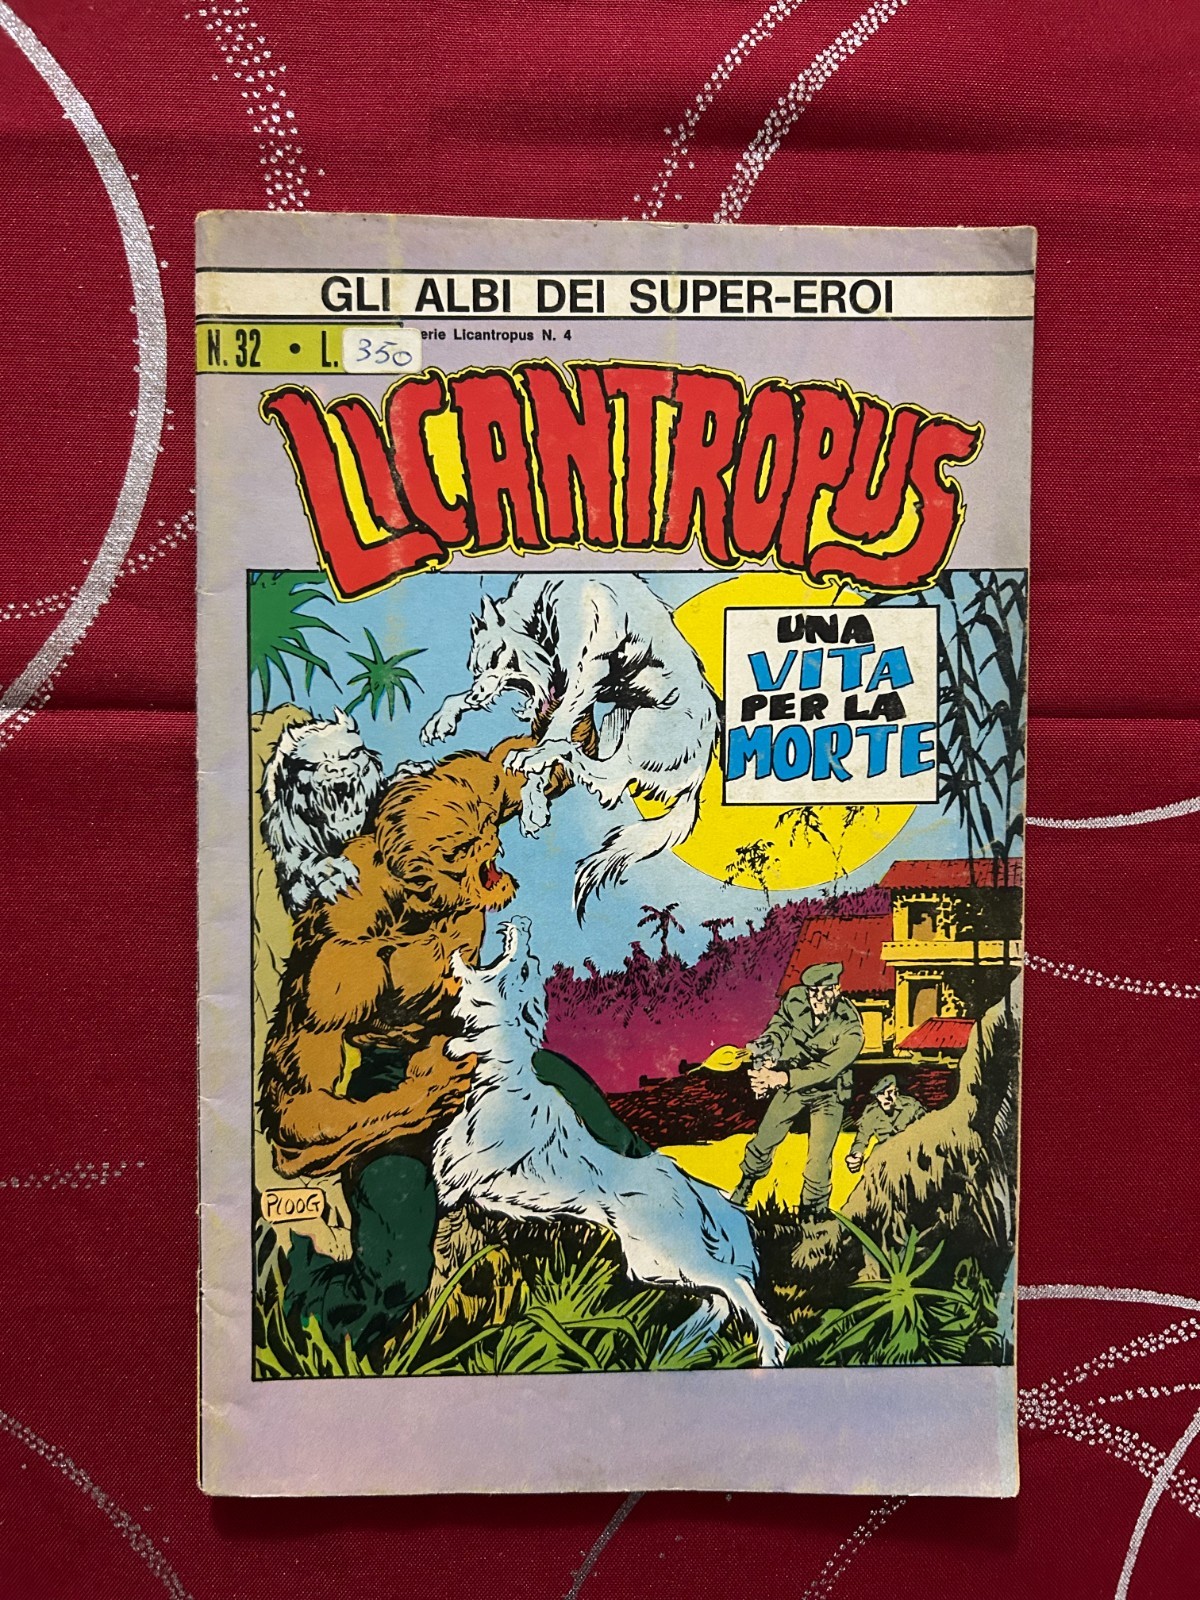 GLI ALBI DEI SUPER-EROI
N. 32 • L. 350
erie Licantropus N. 4
LICANTROPUS
UNA
VITA
PER LA
MORTE
PLOOG